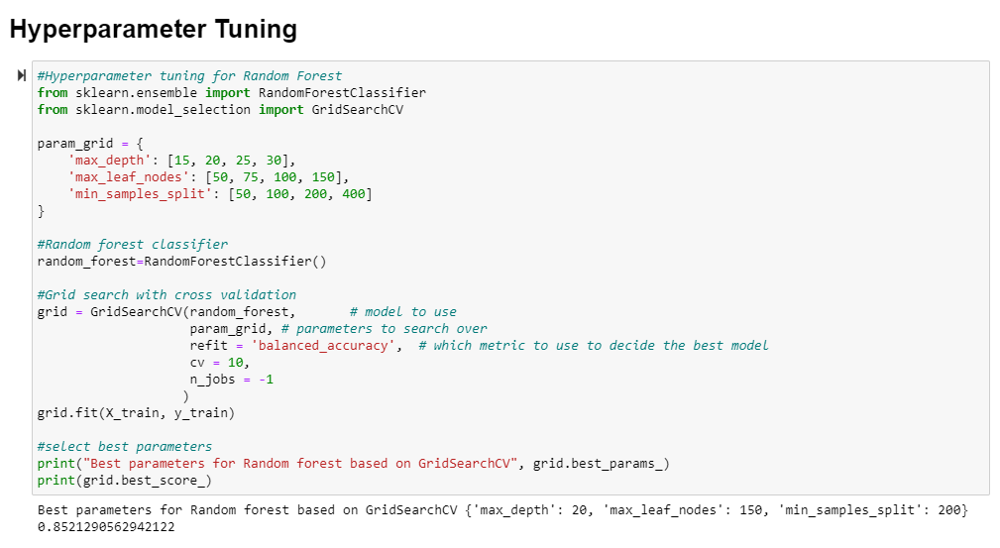 Hyperparameter Tuning
#Hyperparameter tuning for Random Forest
from sklearn.ensemble import RandomForestClassifier
from sklearn.model_selection import GridSearchCV
param_grid = {
    'max_depth': [15, 20, 25, 30],
    'max_leaf_nodes': [50, 75, 100, 150],
    'min_samples_split': [50, 100, 200, 400]
}
#Random forest classifier
random_forest=RandomForestClassifier()
#Grid search with cross validation
grid = GridSearchCV(random_forest,       # model to use
                    param_grid, # parameters to search over
                    refit = 'balanced_accuracy',  # which metric to use to decide the best model
                    cv = 10,
                    n_jobs = -1
                   )
grid.fit(X_train, y_train)
#select best parameters
print("Best parameters for Random forest based on GridSearchCV", grid.best_params_)
print(grid.best_score_)
Best parameters for Random forest based on GridSearchCV {'max_depth': 20, 'max_leaf_nodes': 150, 'min_samples_split': 200}
0.8521290562942122